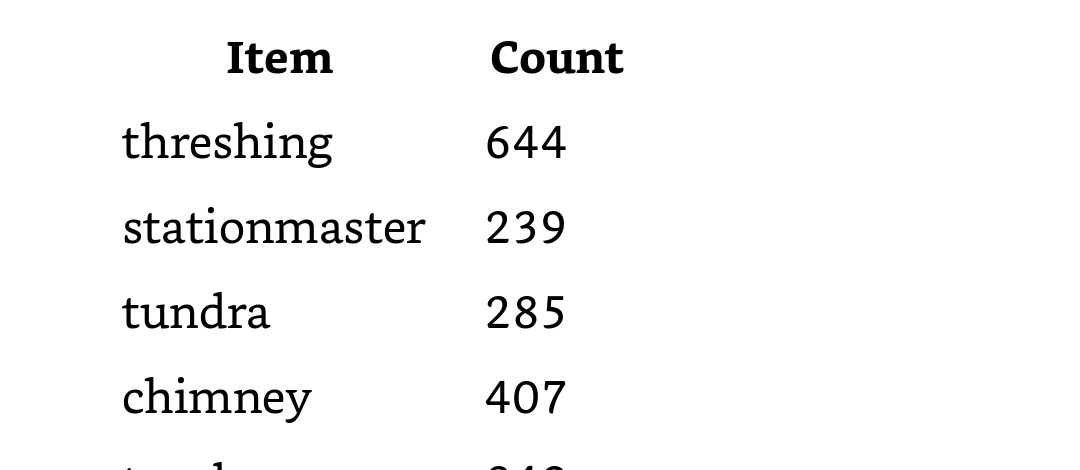 Item Count
threshing 644
stationmaster 239
tundra 285
chimney 407